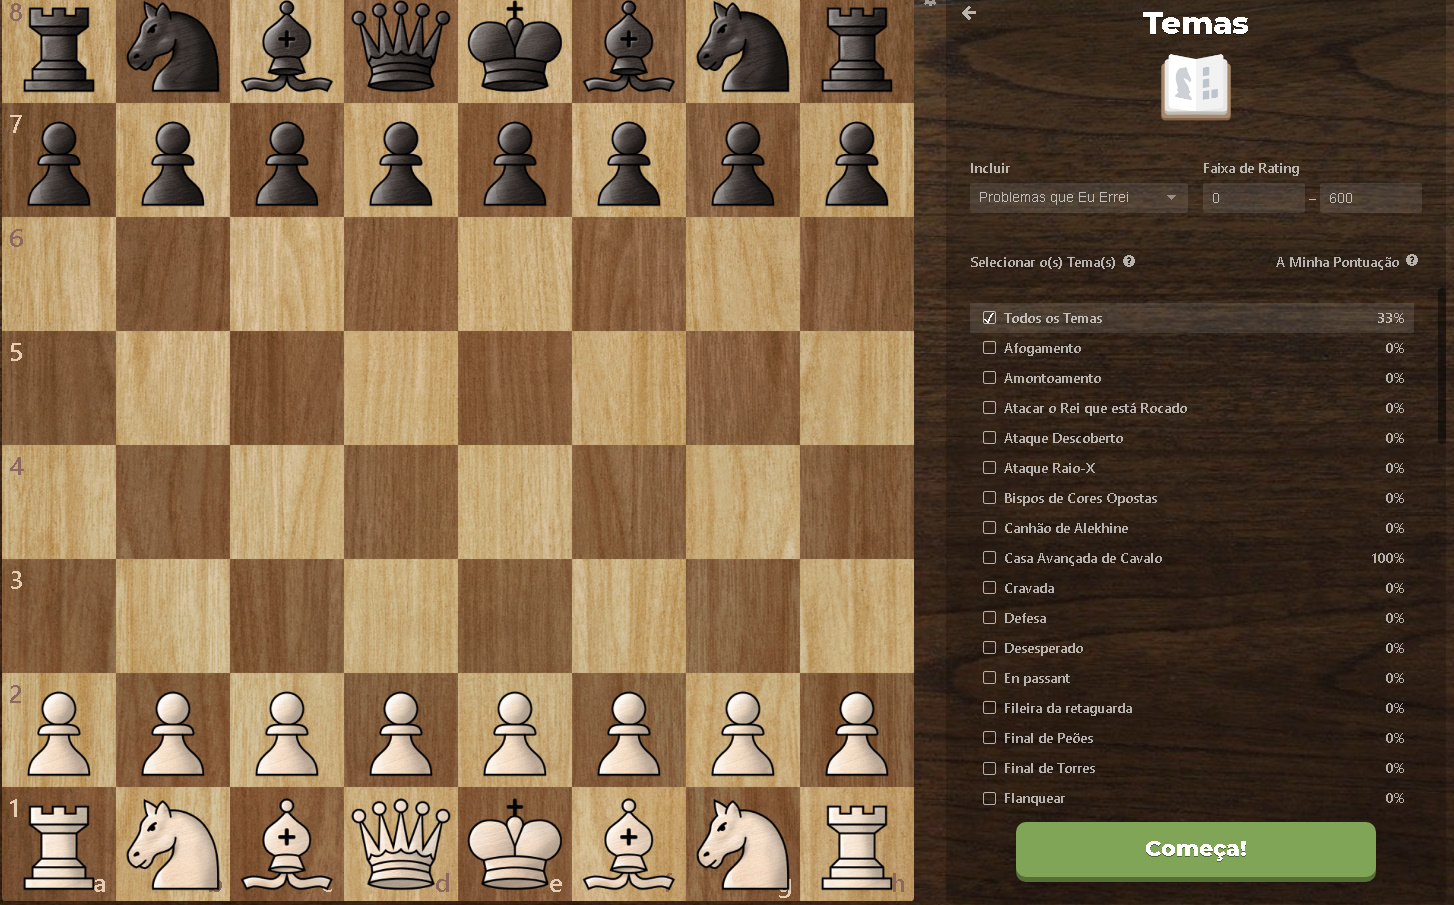 8
7
6
5
4
3
2
1
a
c
d
e
g
h
Temas
Incluir
Faixa de Rating
Problemas que Eu Errei
0 – 600
Selecionar o(s) Tema(s)
A Minha Pontuação
Todos os Temas 33%
Afogamento 0%
Amontoamento 0%
Atacar o Rei que está Rocado 0%
Ataque Descoberto 0%
Ataque Raio-X 0%
Bispos de Cores Opostas 0%
Canhão de Alekhine 0%
Casa Avançada de Cavalo 100%
Cravada 0%
Defesa 0%
Desesperado 0%
En passant 0%
Fileira da retaguarda 0%
Final de Peões 0%
Final de Torres 0%
Flanquear 0%
Começa!